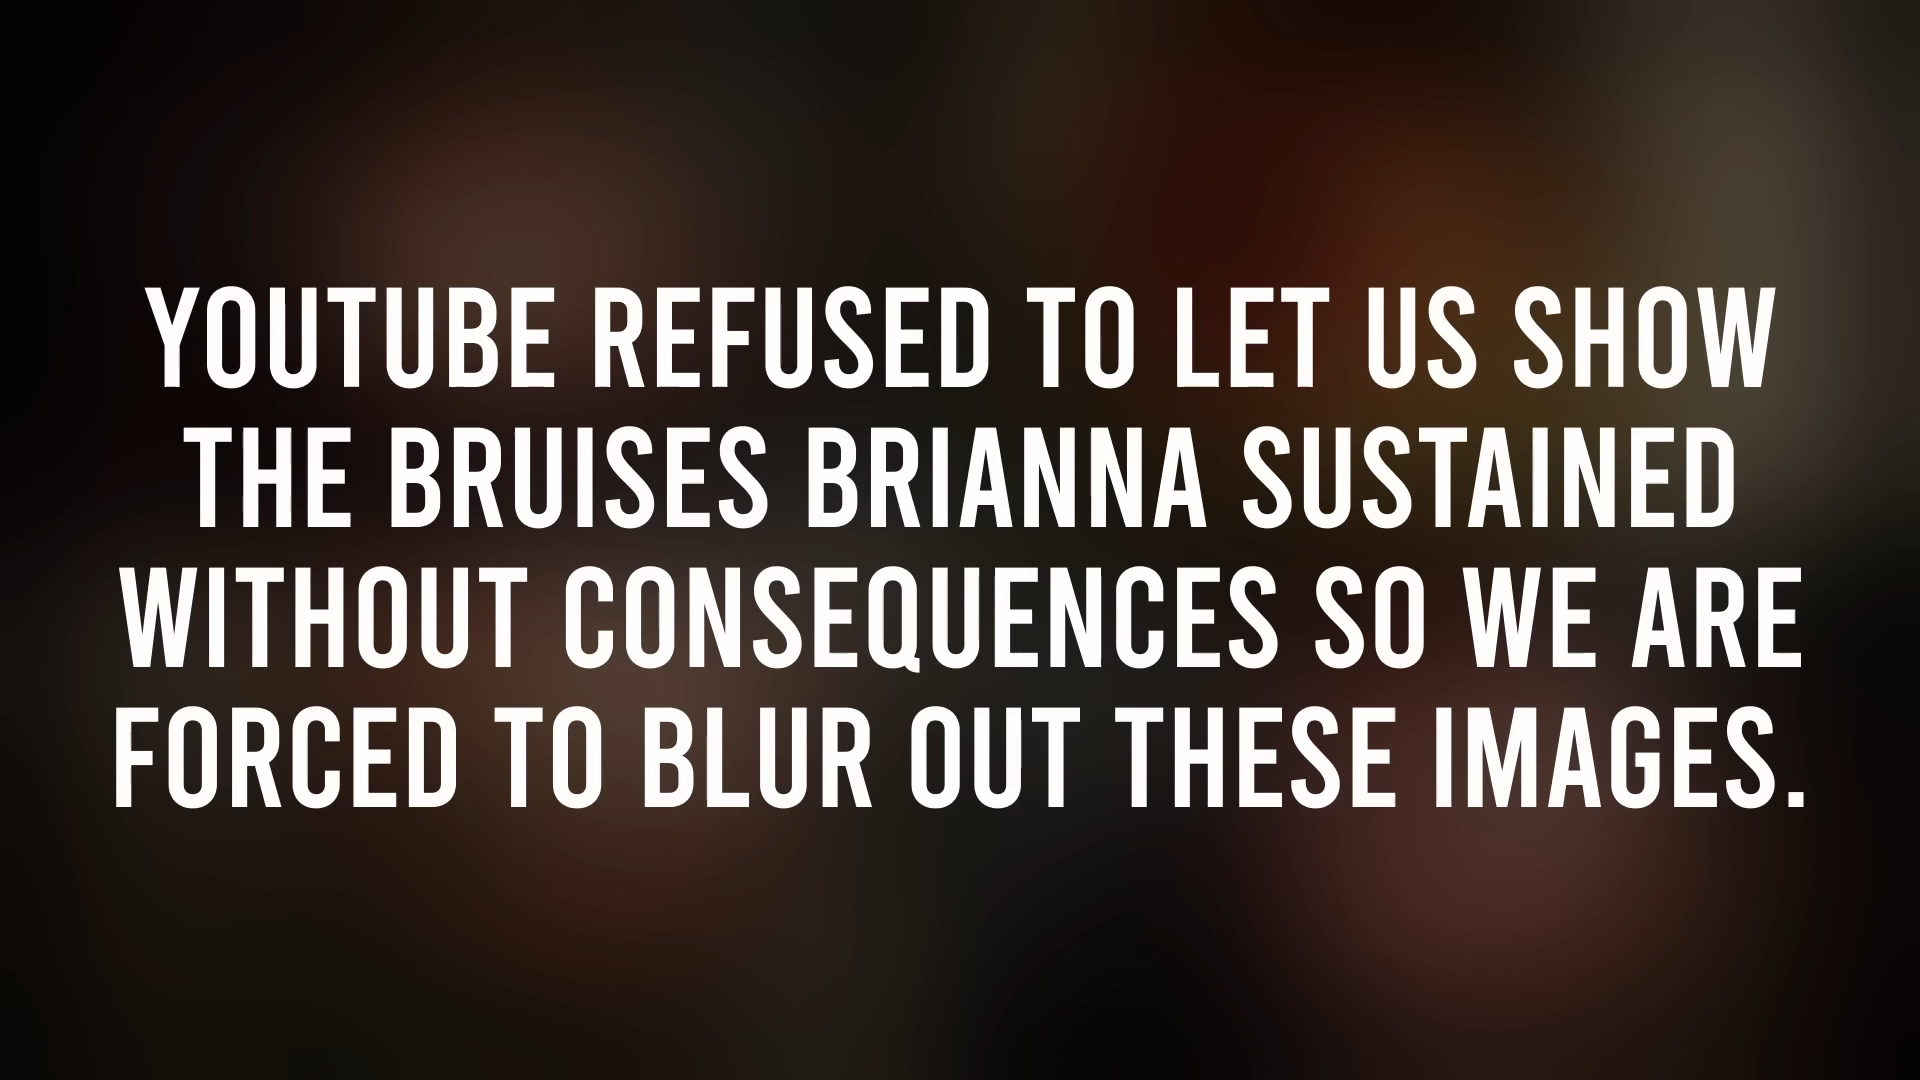 YOUTUBE REFUSED TO LET US SHOW
THE BRUISES BRIANNA SUSTAINED
WITHOUT CONSEQUENCES SO WE ARE
FORCED TO BLUR OUT THESE IMAGES.